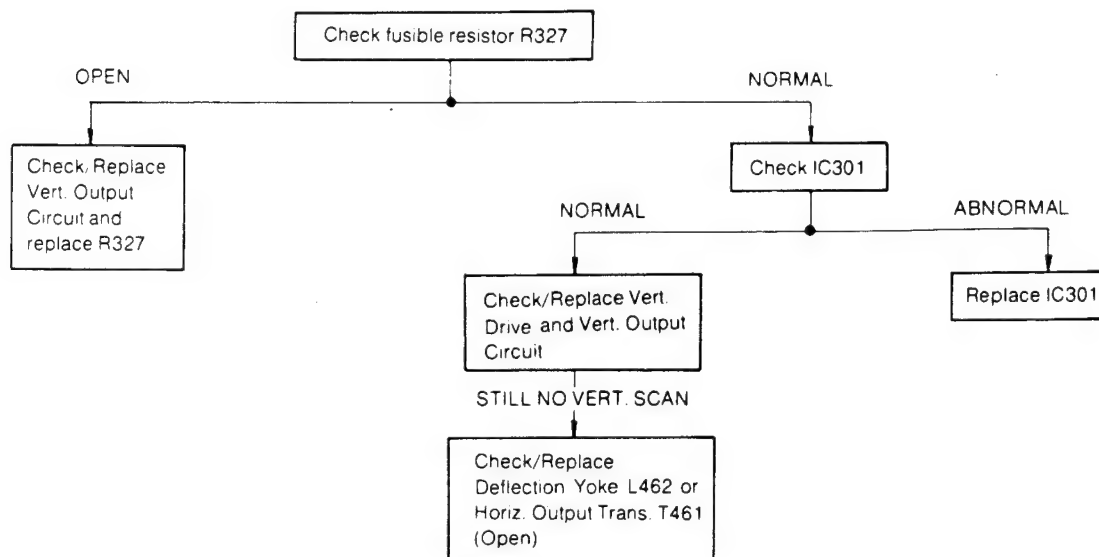 Check fusible resistor R327
OPEN
NORMAL
Check/Replace
Vert. Output
Circuit and
replace R327
Check IC301
NORMAL
ABNORMAL
Check/Replace Vert.
Drive and Vert. Output
Circuit
Replace IC301
STILL NO VERT. SCAN
Check/Replace
Deflection Yoke L462 or
Horiz. Output Trans. T461
(Open)